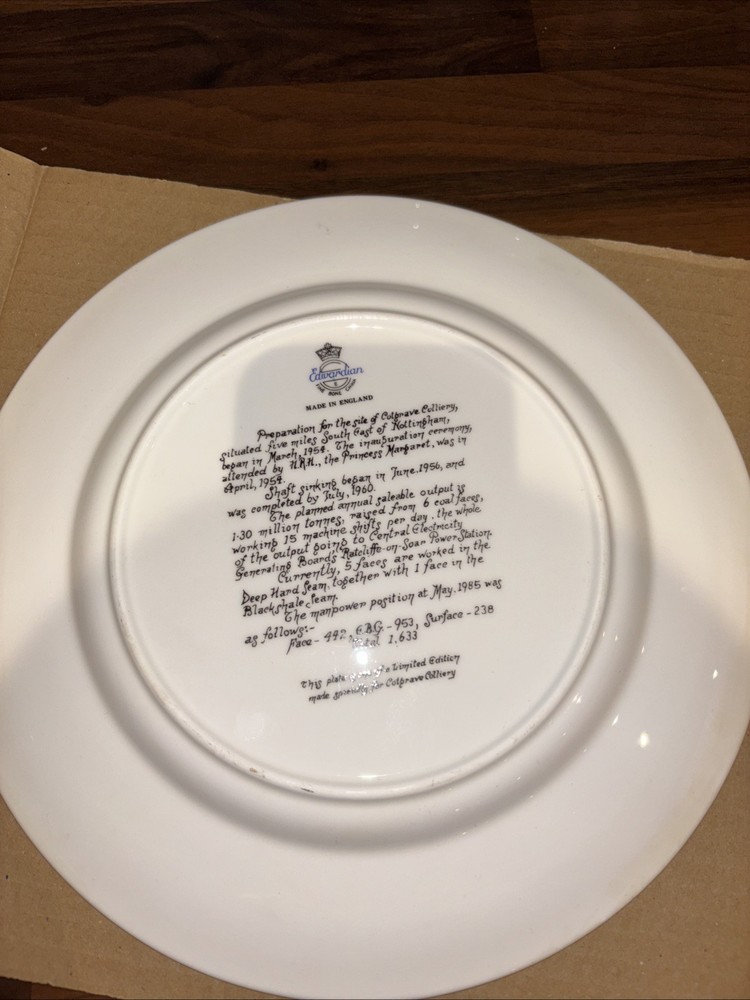 Edwardian
FINE BONE CHINA
MADE IN ENGLAND
Preparation for the site of Cotgrave Colliery,
situated five miles South East of Nottingham,
began in March, 1954. The inauguration ceremony,
attended by H.R.H., the Princess Margaret, was in
April, 1954.
Shaft sinking began in June, 1956, and
was completed by July, 1960.
The planned annual saleable output is
1·30 million tonnes, raised from 6 coal faces,
working 15 machine shifts per day, the whole
of the output going to Central Electricity
Generating Boards Ratcliffe-on-Soar Power Station.
Currently, 5 faces are worked in the
Deep Hard Seam, together with 1 face in the
Blackshale Seam.
The manpower position at May, 1985 was
as follows:-
Face - 442, E.B.G. - 953, Surface - 238
Total 1,633
This plate is one of a Limited Edition
made specially for Cotgrave Colliery